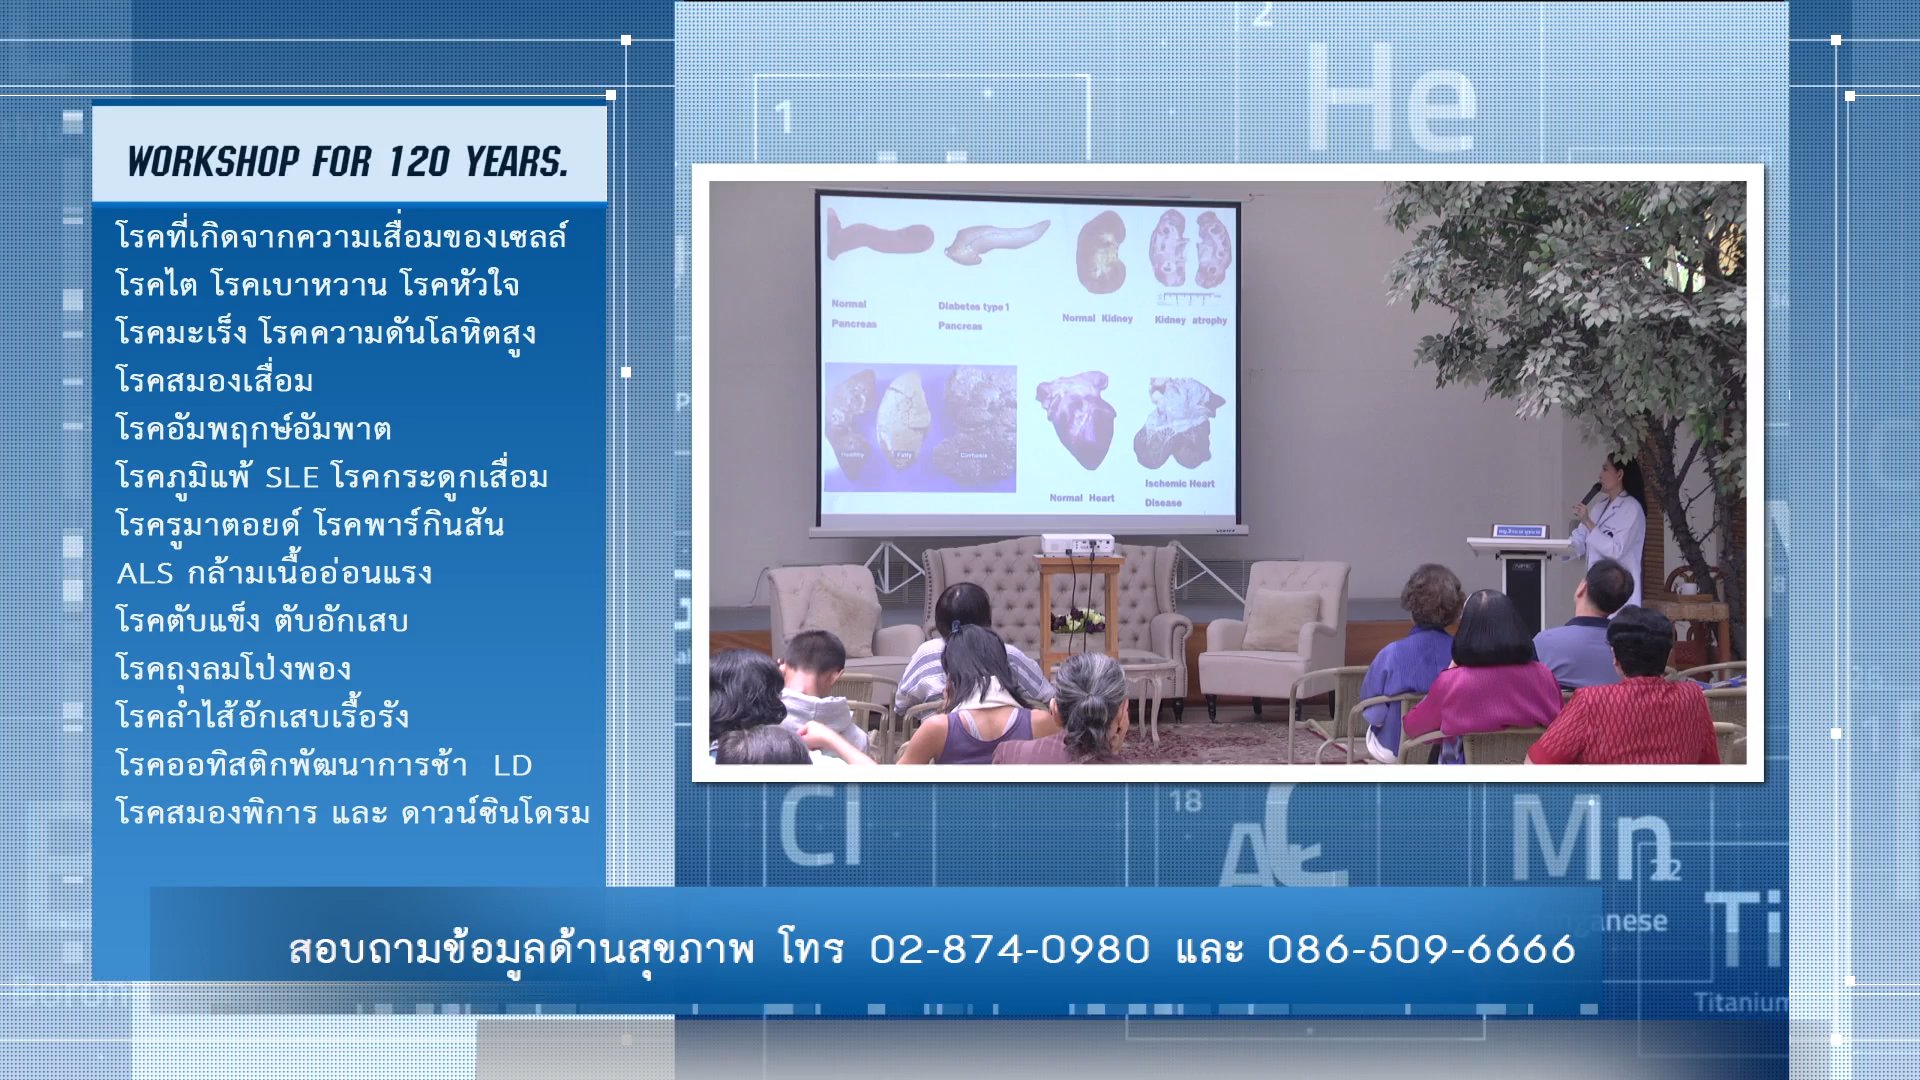 WORKSHOP FOR 120 YEARS.
โรคที่เกิดจากความเสื่อมของเซลล์
โรคไต โรคเบาหวาน โรคหัวใจ
โรคมะเร็ง โรคความดันโลหิตสูง
โรคสมองเสื่อม
โรคอัมพฤกษ์อัมพาต
โรคภูมิแพ้ SLE โรคกระดูกเสื่อม
โรครูมาตอยด์ โรคพาร์กินสัน
ALS กล้ามเนื้ออ่อนแรง
โรคตับแข็ง ตับอักเสบ
โรคถุงลมโป่งพอง
โรคลำไส้อักเสบเรื้อรัง
โรคออทิสติกพัฒนาการช้า LD
โรคสมองพิการ และ ดาวน์ซินโดรม
2
He
1
Normal
Pancreas
Diabetes type 1
Pancreas
Normal Kidney
Kidney atrophy
Healthy
Fatty
Cirrhosis
Normal Heart
Ischemic Heart
Disease
Cl
18
Mn
22
Ti
Titanium
สอบถามข้อมูลด้านสุขภาพ โทร 02-874-0980 และ 086-509-6666